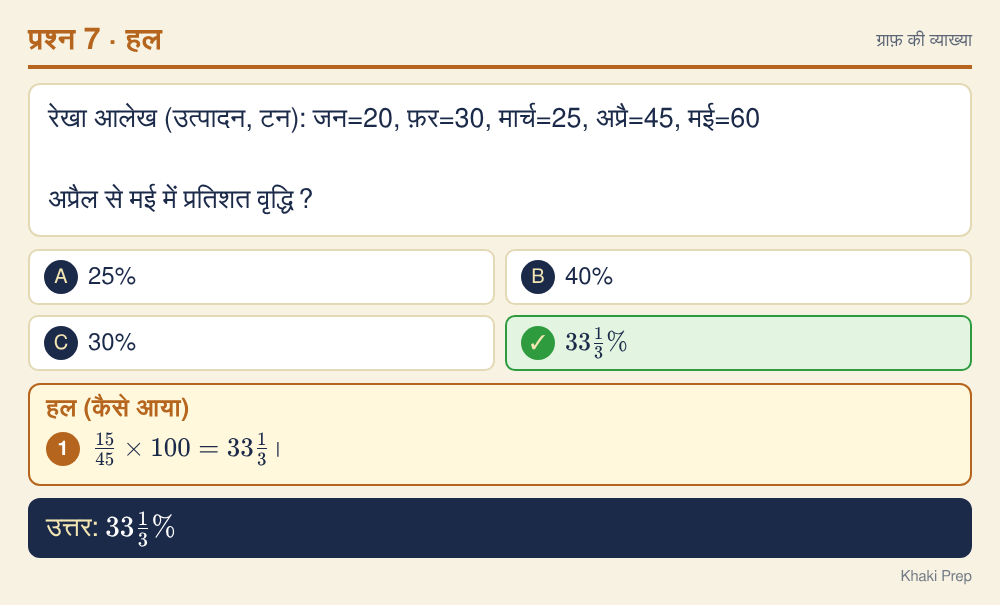 प्रश्न 7 · हल
ग्राफ़ की व्याख्या
रेखा आलेख (उत्पादन, टन): जन=20, फ़र=30, मार्च=25, अप्रै=45, मई=60
अप्रैल से मई में प्रतिशत वृद्धि ?
A 25%
B 40%
C 30%
✓ 33 1/3 %
हल (कैसे आया)
1 15/45 × 100 = 33 1/3 ।
उत्तर: 33 1/3 %
Khaki Prep